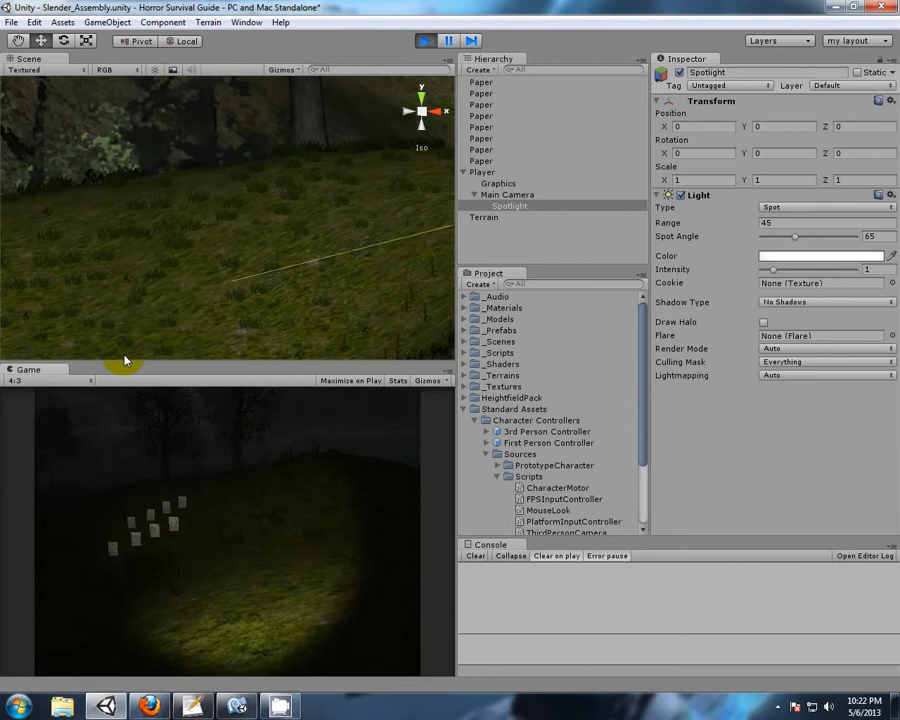 Unity - Slender_Assembly.unity - Horror Survival Guide - PC and Mac Standalone*
File Edit Assets GameObject Component Terrain Window Help
Pivot Local Layers my layout
Scene
Textured RGB Gizmos All
y
x
Iso
Game
4:3 Maximize on Play Stats Gizmos
Hierarchy
Create All
Paper
Paper
Paper
Paper
Paper
Paper
Paper
Paper
Player
Graphics
Main Camera
Spotlight
Terrain
Project
Create All
_Audio
_Materials
_Models
_Prefabs
_Scenes
_Scripts
_Shaders
_Terrains
_Textures
HeightfieldPack
Standard Assets
Character Controllers
3rd Person Controller
First Person Controller
Sources
PrototypeCharacter
Scripts
CharacterMotor
FPSInputController
MouseLook
PlatformInputController
ThirdPersonCamera
Console
Clear Collapse Clear on play Error pause Open Editor Log
Inspector
Spotlight Static
Tag Untagged Layer Default
Transform
Position
X 0 Y 0 Z 0
Rotation
X 0 Y 0 Z 0
Scale
X 1 Y 1 Z 1
Light
Type Spot
Range 45
Spot Angle 65
Color
Intensity 1
Cookie None (Texture)
Shadow Type No Shadows
Draw Halo
Flare None (Flare)
Render Mode Auto
Culling Mask Everything
Lightmapping Auto
10:22 PM
5/6/2013